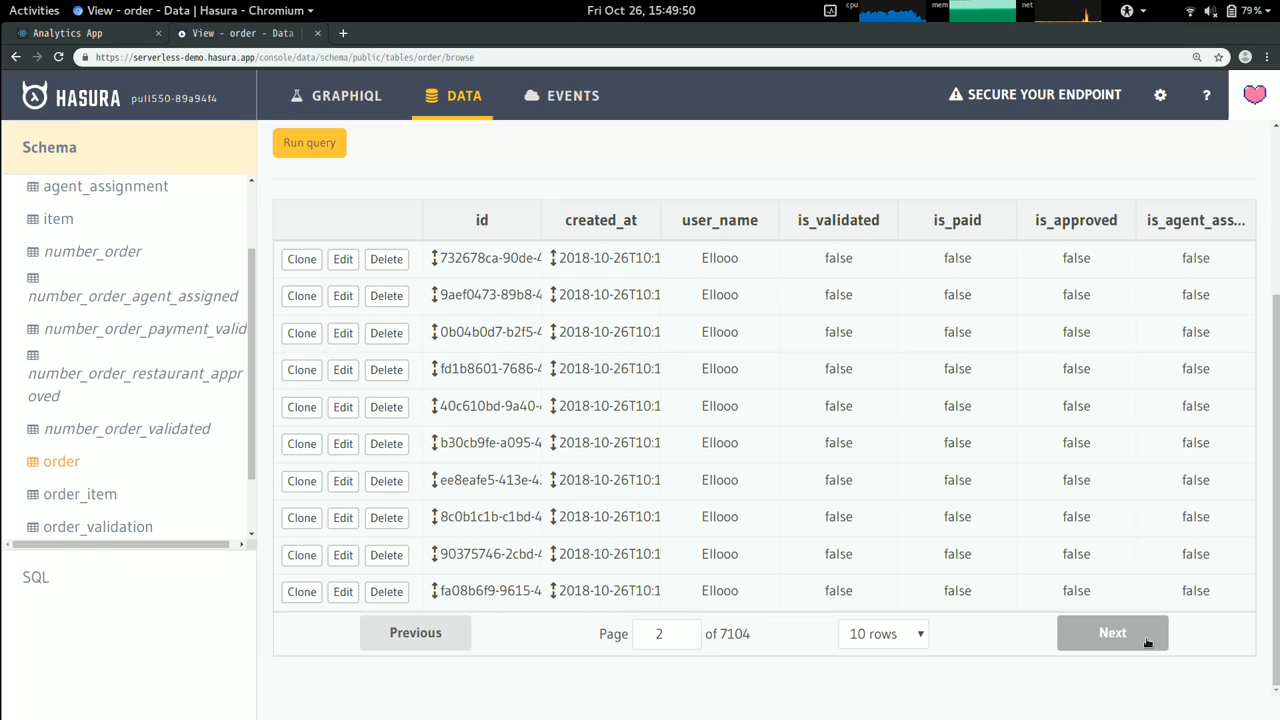 Activities View - order - Data | Hasura - Chromium Fri Oct 26, 15:49:50 cpu mem net 79%
Analytics App View - order - Data
https://serverless-demo.hasura.app/console/data/schema/public/tables/order/browse
HASURA pull550-89a94f4 GRAPHIQL DATA EVENTS SECURE YOUR ENDPOINT ?
Schema
agent_assignment
item
number_order
number_order_agent_assigned
number_order_payment_valid
number_order_restaurant_appr
oved
number_order_validated
order
order_item
order_validation
SQL
Run query
id created_at user_name is_validated is_paid is_approved is_agent_ass...
Clone Edit Delete 732678ca-90de-4 2018-10-26T10:1 Ellooo false false false false
Clone Edit Delete 9aef0473-89b8-4 2018-10-26T10:1 Ellooo false false false false
Clone Edit Delete 0b04b0d7-b2f5-4 2018-10-26T10:1 Ellooo false false false false
Clone Edit Delete fd1b8601-7686-4 2018-10-26T10:1 Ellooo false false false false
Clone Edit Delete 40c610bd-9a40- 2018-10-26T10:1 Ellooo false false false false
Clone Edit Delete b30cb9fe-a095-4 2018-10-26T10:1 Ellooo false false false false
Clone Edit Delete ee8eafe5-413e-4 2018-10-26T10:1 Ellooo false false false false
Clone Edit Delete 8c0b1c1b-c1bd-4 2018-10-26T10:1 Ellooo false false false false
Clone Edit Delete 90375746-2cbd-4 2018-10-26T10:1 Ellooo false false false false
Clone Edit Delete fa08b6f9-9615-4 2018-10-26T10:1 Ellooo false false false false
Previous Page 2 of 7104 10 rows Next